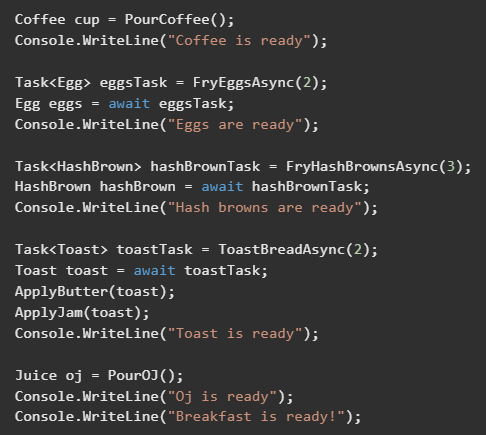 Coffee cup = PourCoffee();
Console.WriteLine("Coffee is ready");

Task<Egg> eggsTask = FryEggsAsync(2);
Egg eggs = await eggsTask;
Console.WriteLine("Eggs are ready");

Task<HashBrown> hashBrownTask = FryHashBrownsAsync(3);
HashBrown hashBrown = await hashBrownTask;
Console.WriteLine("Hash browns are ready");

Task<Toast> toastTask = ToastBreadAsync(2);
Toast toast = await toastTask;
ApplyButter(toast);
ApplyJam(toast);
Console.WriteLine("Toast is ready");

Juice oj = PourOJ();
Console.WriteLine("Oj is ready");
Console.WriteLine("Breakfast is ready!");